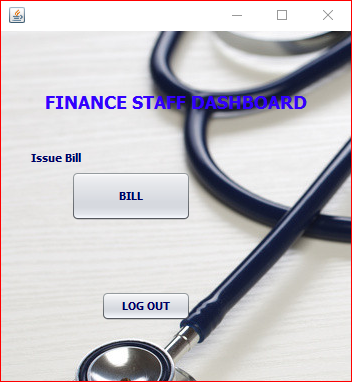 FINANCE STAFF DASHBOARD
Issue Bill
BILL
LOG OUT